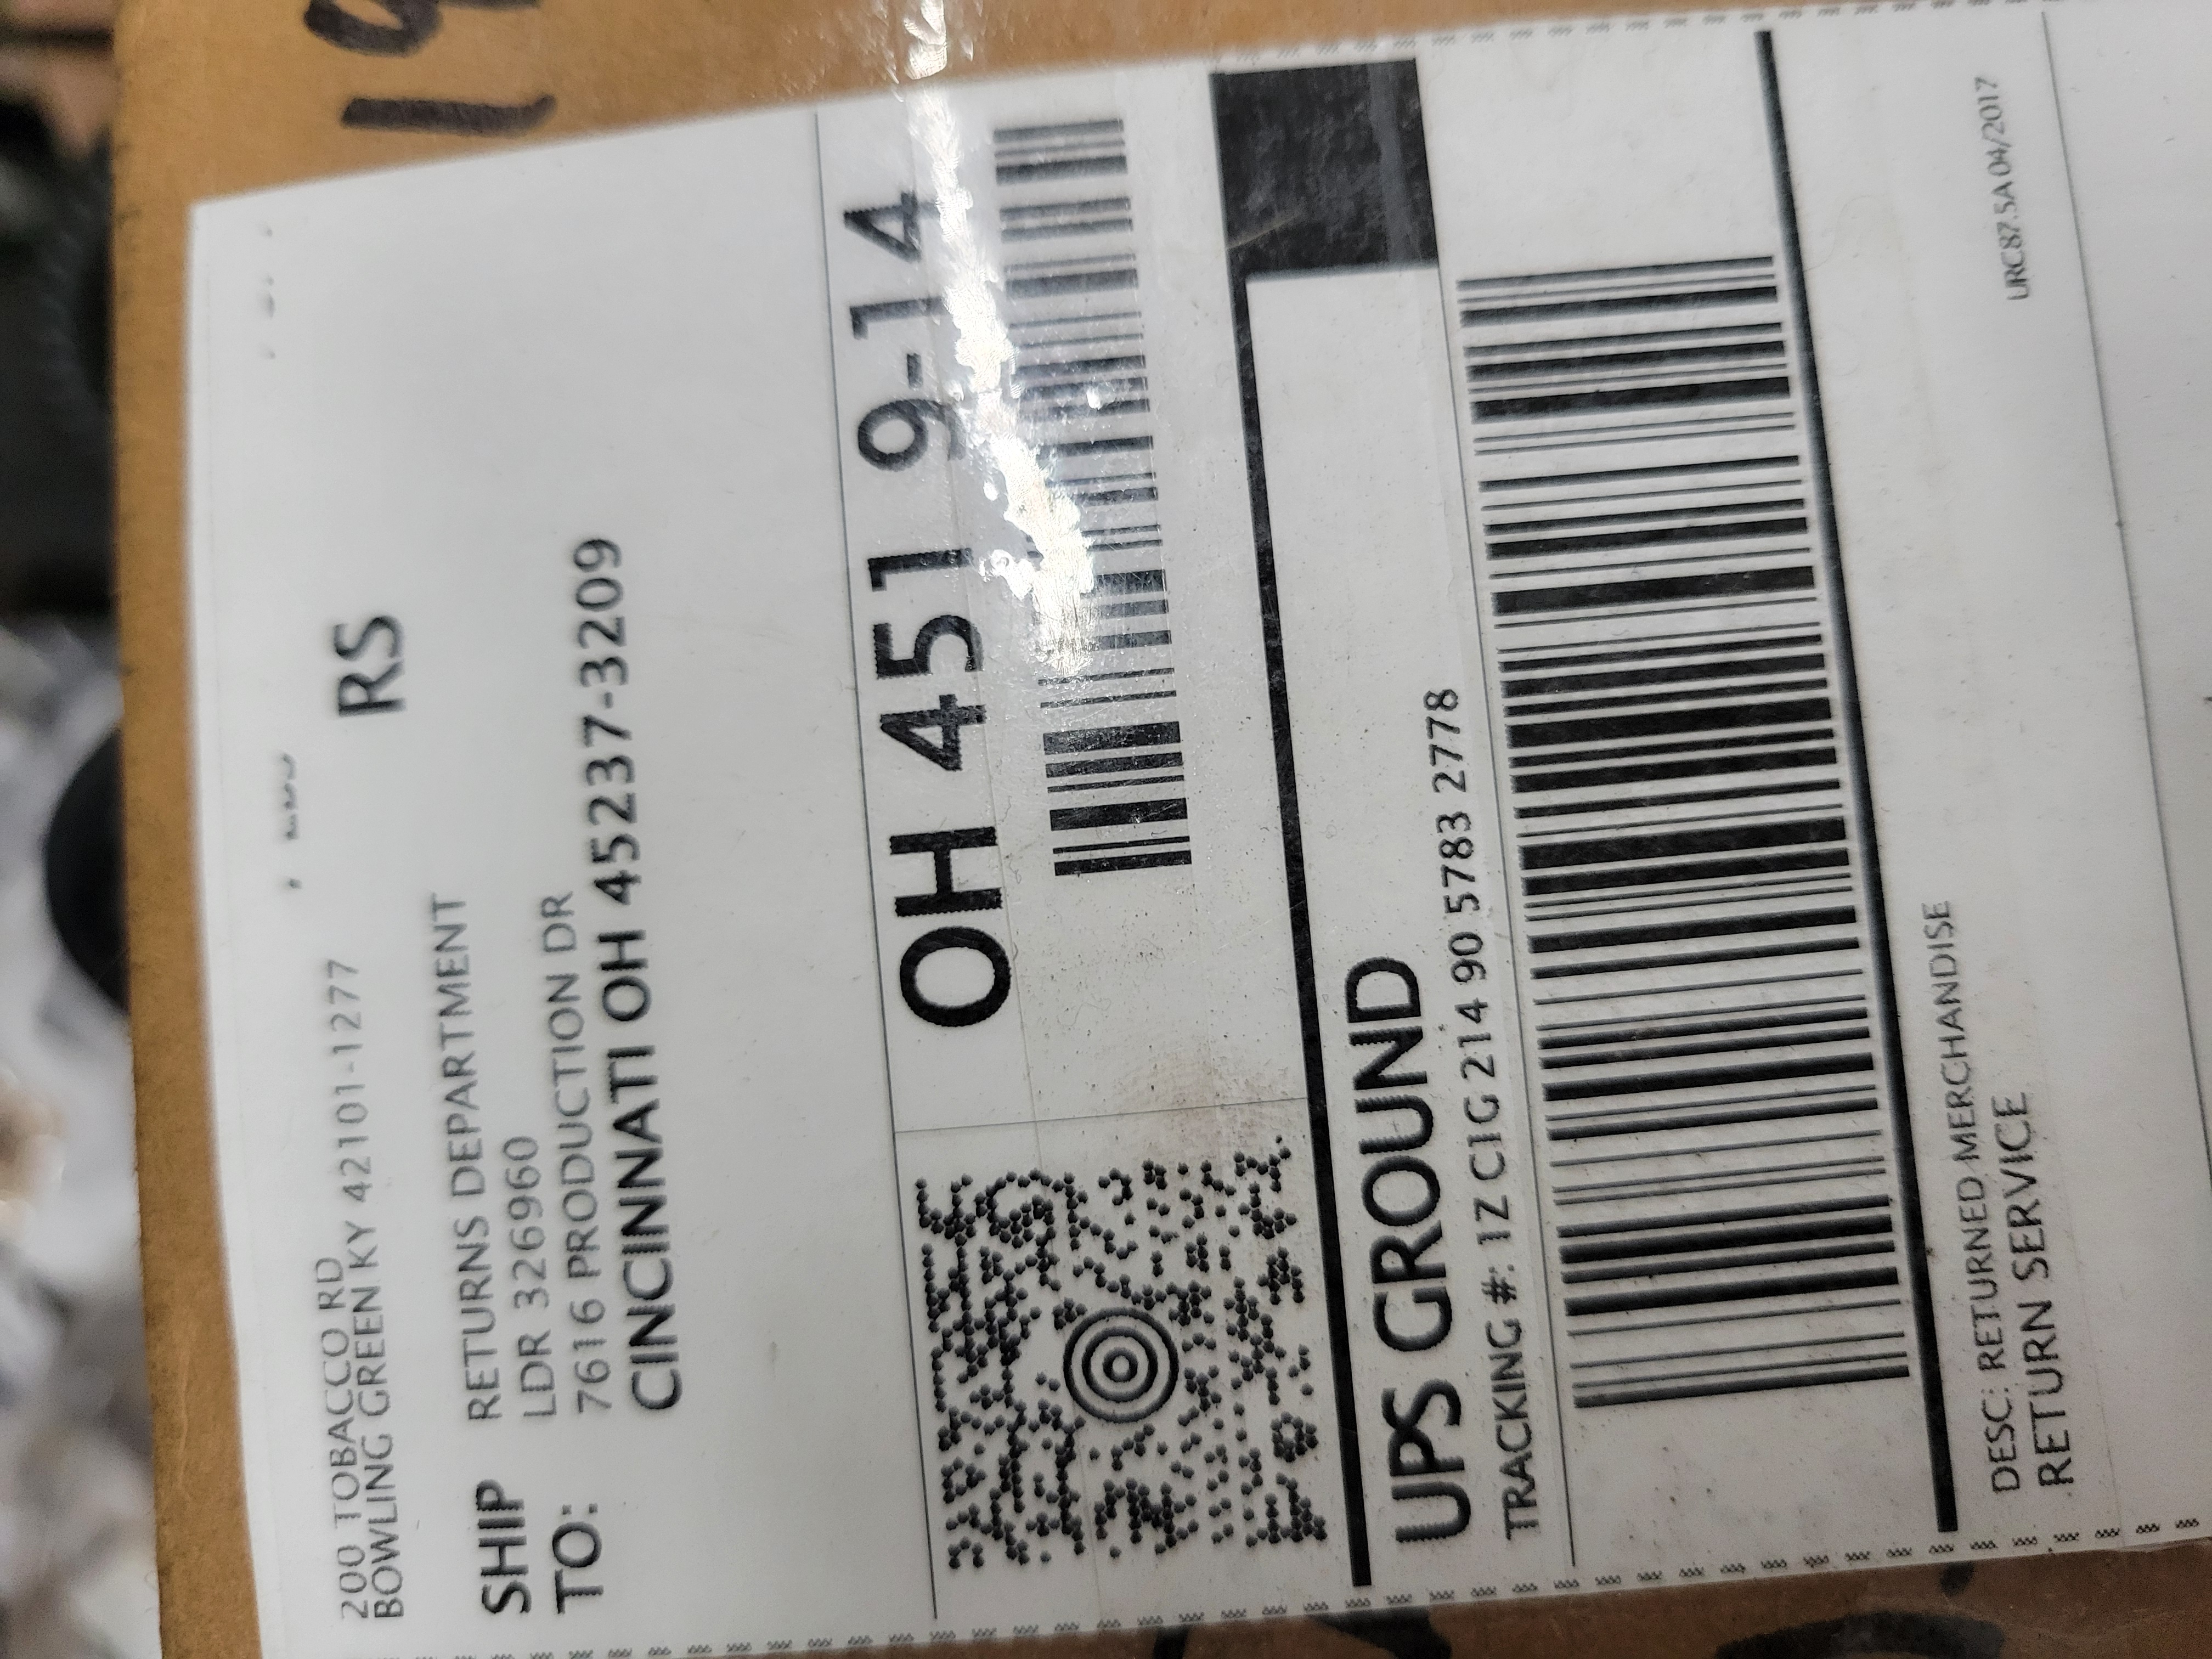 19
200 TOBACCO RD
BOWLING GREEN KY 42101-1277
RS
SHIP TO:
RETURNS DEPARTMENT
LDR 326960
7616 PRODUCTION DR
CINCINNATI OH 45237-3209
OH 451 9-14
UPS GROUND
TRACKING #: 1Z C1G 214 90 5783 2778
DESC: RETURNED MERCHANDISE
RETURN SERVICE
URC87.5A 04/2017